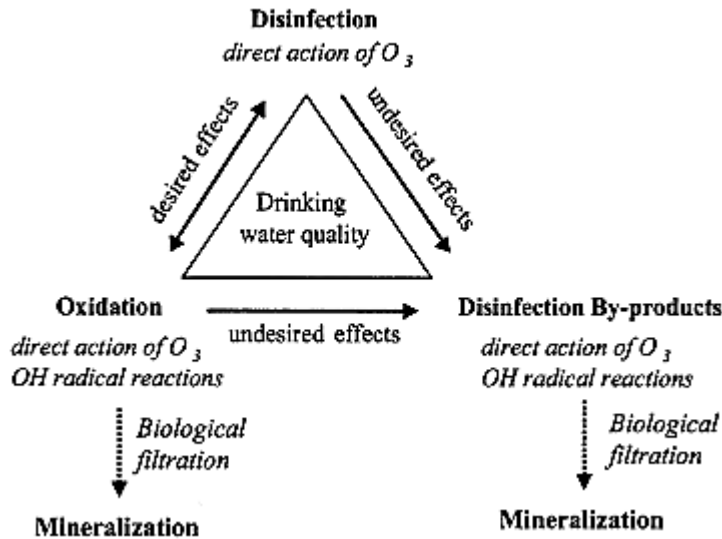 Disinfection
direct action of O3
desired effects
undesired effects
Drinking
water quality
Oxidation
undesired effects
Disinfection By-products
direct action of O3
OH radical reactions
direct action of O3
OH radical reactions
Biological
filtration
Biological
filtration
Mineralization
Mineralization